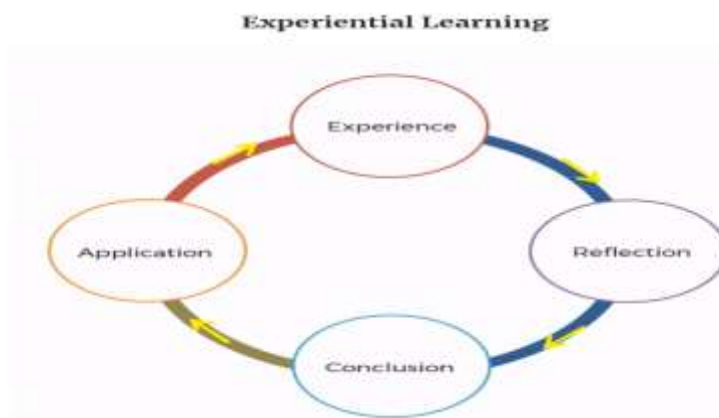 Experiential Learning
Experience
Application
Reflection
Conclusion